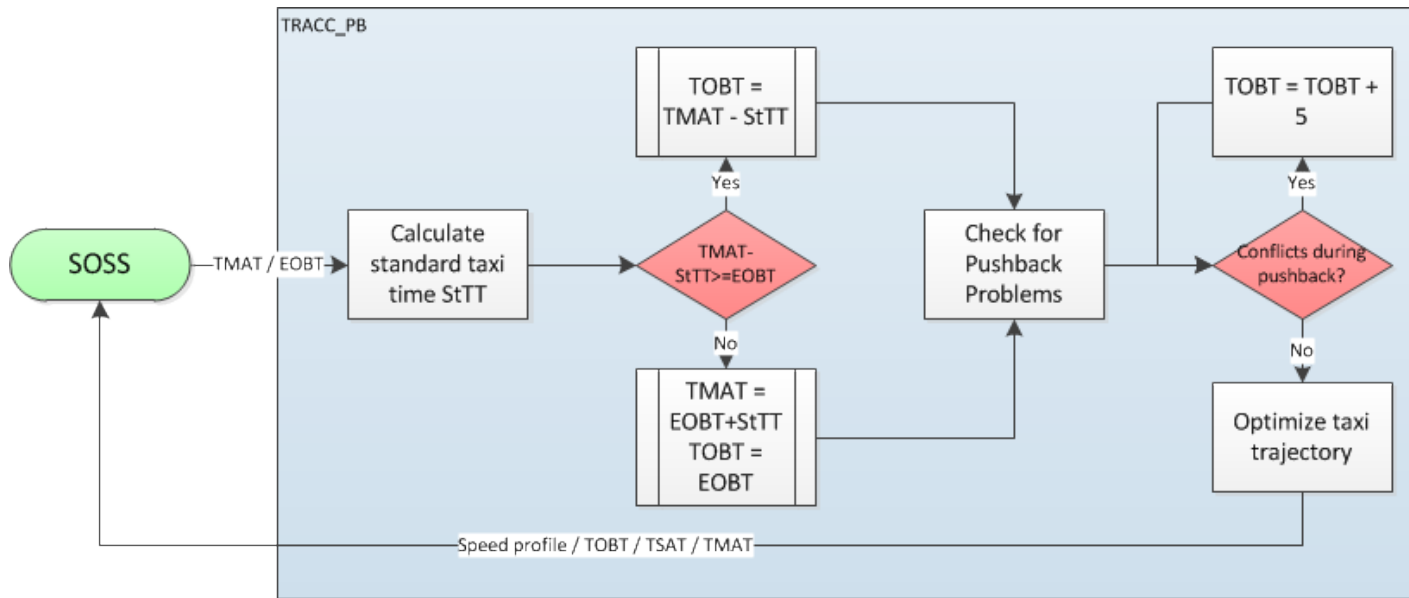 TRACC_PB
TOBT =
TMAT - StTT
TOBT = TOBT +
5
Yes
Yes
SOSS
TMAT / EOBT
Calculate
standard taxi
time StTT
TMAT-
StTT>=EOBT
Check for
Pushback
Problems
Conflicts during
pushback?
No
No
TMAT =
EOBT+StTT
TOBT =
EOBT
Optimize taxi
trajectory
Speed profile / TOBT / TSAT / TMAT